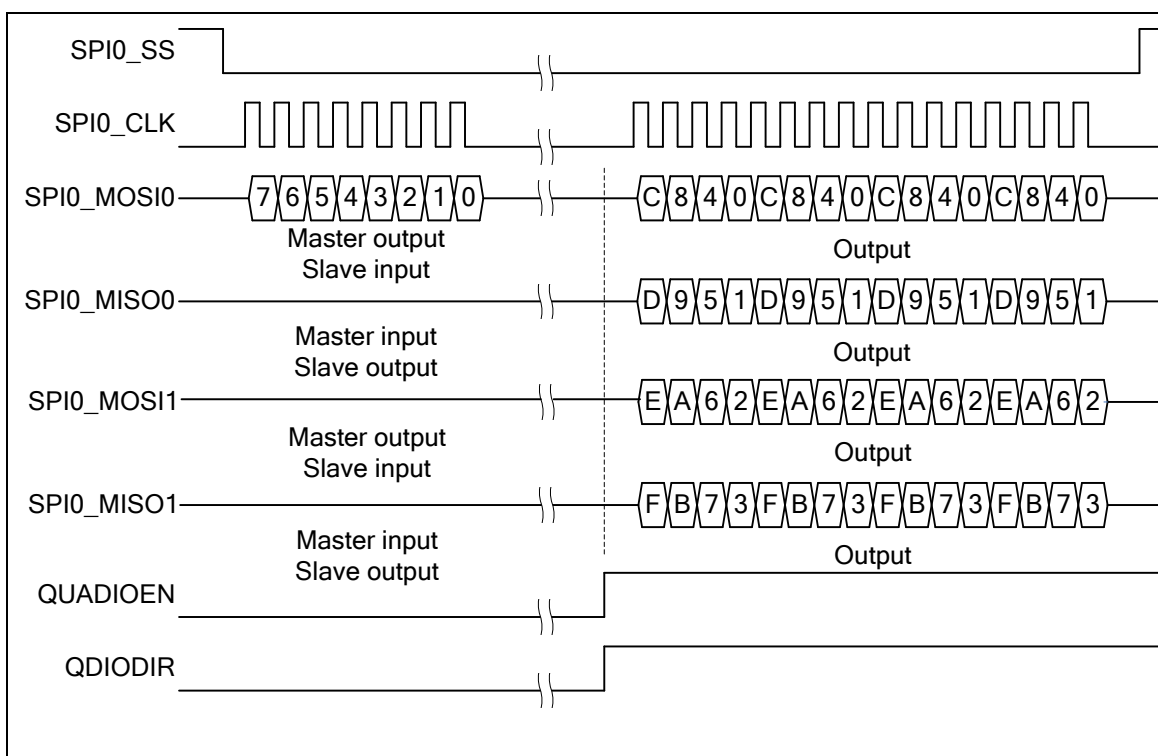 SPI0_SS
SPI0_CLK
SPI0_MOSI0 7 6 5 4 3 2 1 0 C 8 4 0 C 8 4 0 C 8 4 0 C 8 4 0
Master output Output
Slave input
SPI0_MISO0 D 9 5 1 D 9 5 1 D 9 5 1 D 9 5 1
Master input Output
Slave output
SPI0_MOSI1 E A 6 2 E A 6 2 E A 6 2 E A 6 2
Master output Output
Slave input
SPI0_MISO1 F B 7 3 F B 7 3 F B 7 3 F B 7 3
Master input Output
Slave output
QUADIOEN
QDIODIR